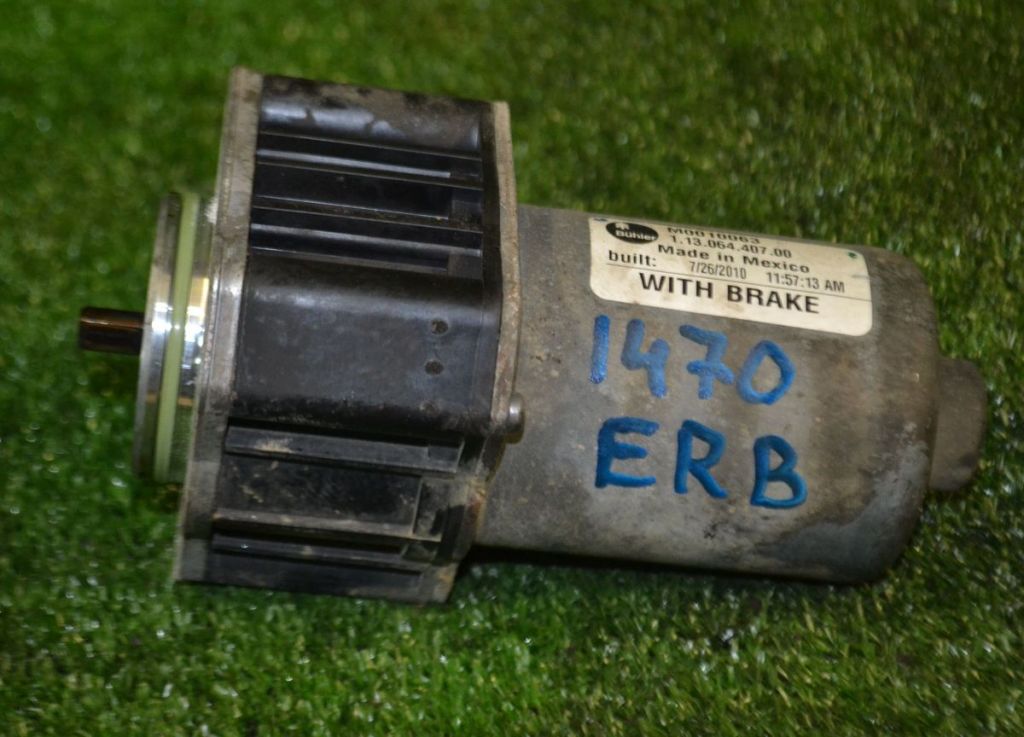 Bühler
M0010063
1.13.064.407.00
Made in Mexico
built: 7/26/2010 11:57:13 AM
WITH BRAKE
1470
ERB